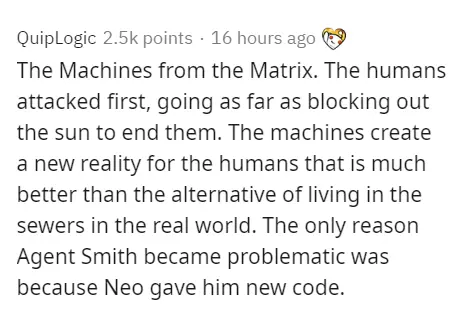 QuipLogic 2.5k points · 16 hours ago
The Machines from the Matrix. The humans
attacked first, going as far as blocking out
the sun to end them. The machines create
a new reality for the humans that is much
better than the alternative of living in the
sewers in the real world. The only reason
Agent Smith became problematic was
because Neo gave him new code.